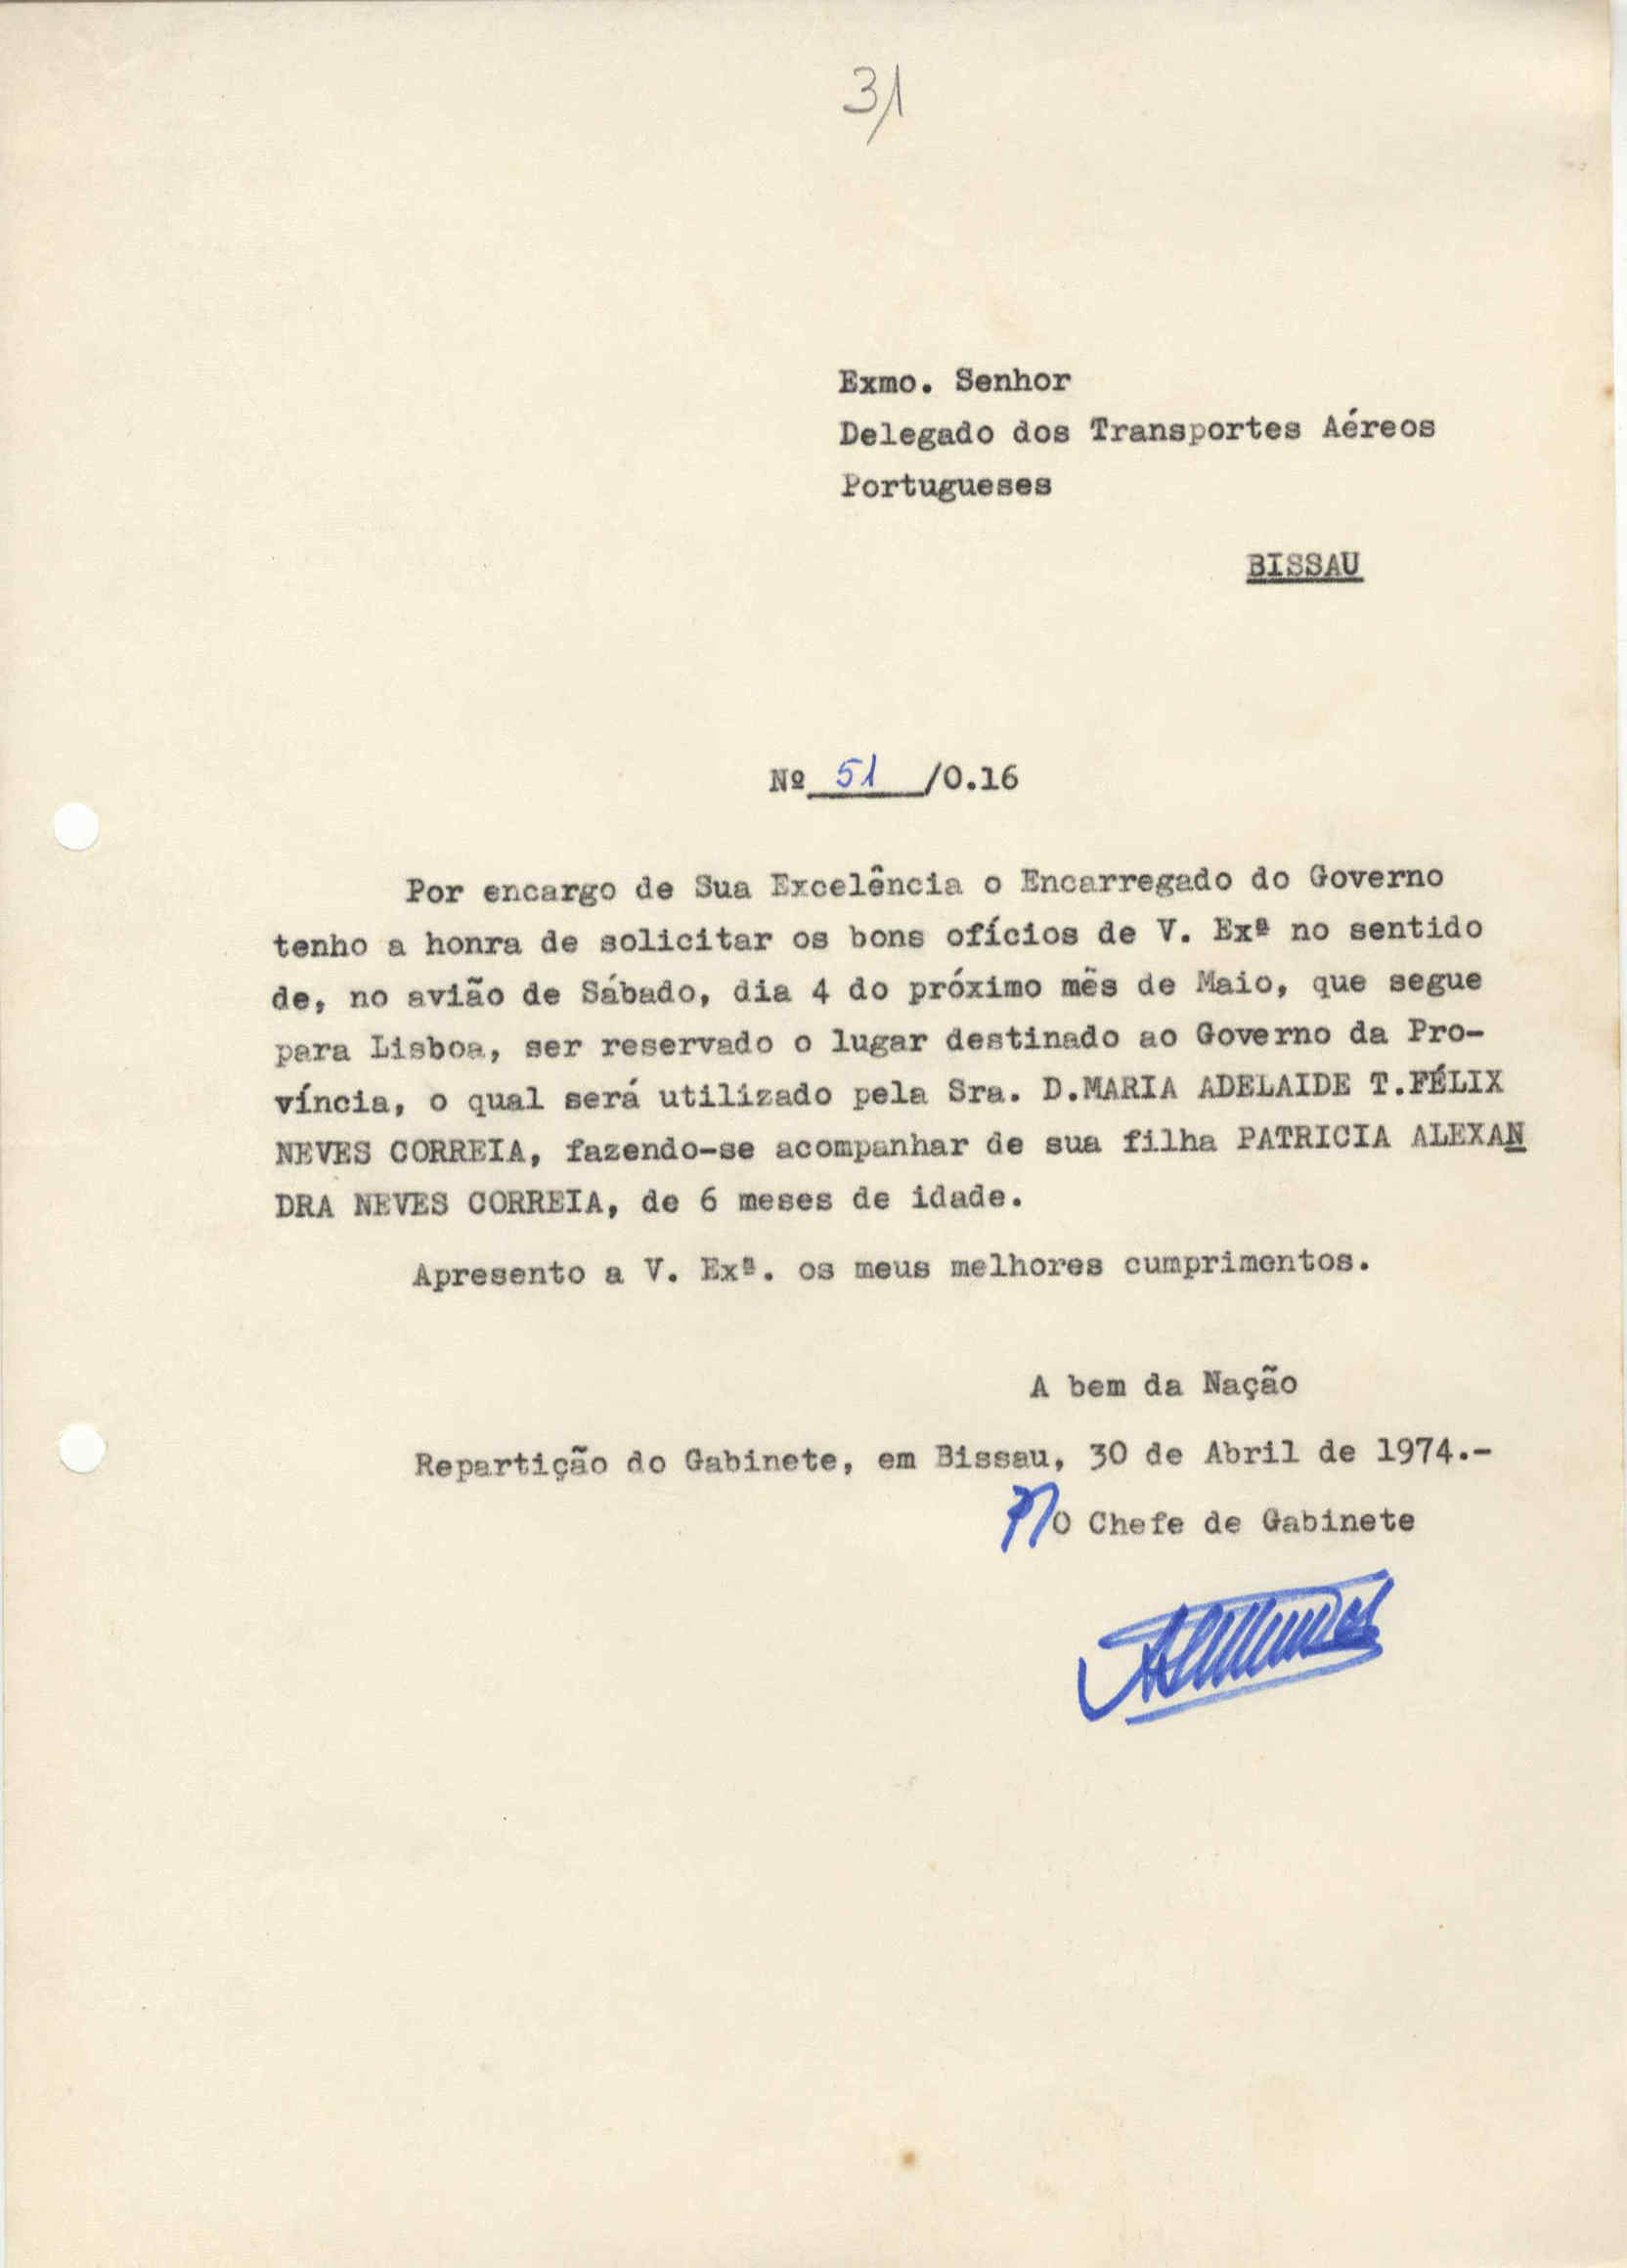 31
Exmo. Senhor
Delegado dos Transportes Aéreos
Portugueses
BISSAU
Nº 51 /0.16
Por encargo de Sua Excelência o Encarregado do Governo
tenho a honra de solicitar os bons ofícios de V. Exª no sentido
de, no avião de Sábado, dia 4 do próximo mês de Maio, que segue
para Lisboa, ser reservado o lugar destinado ao Governo da Pro-
víncia, o qual será utilizado pela Sra. D.MARIA ADELAIDE T.FÉLIX
NEVES CORREIA, fazendo-se acompanhar de sua filha PATRICIA ALEXAN
DRA NEVES CORREIA, de 6 meses de idade.
Apresento a V. Exª. os meus melhores cumprimentos.
A bem da Nação
Repartição do Gabinete, em Bissau, 30 de Abril de 1974.-
P/O Chefe de Gabinete